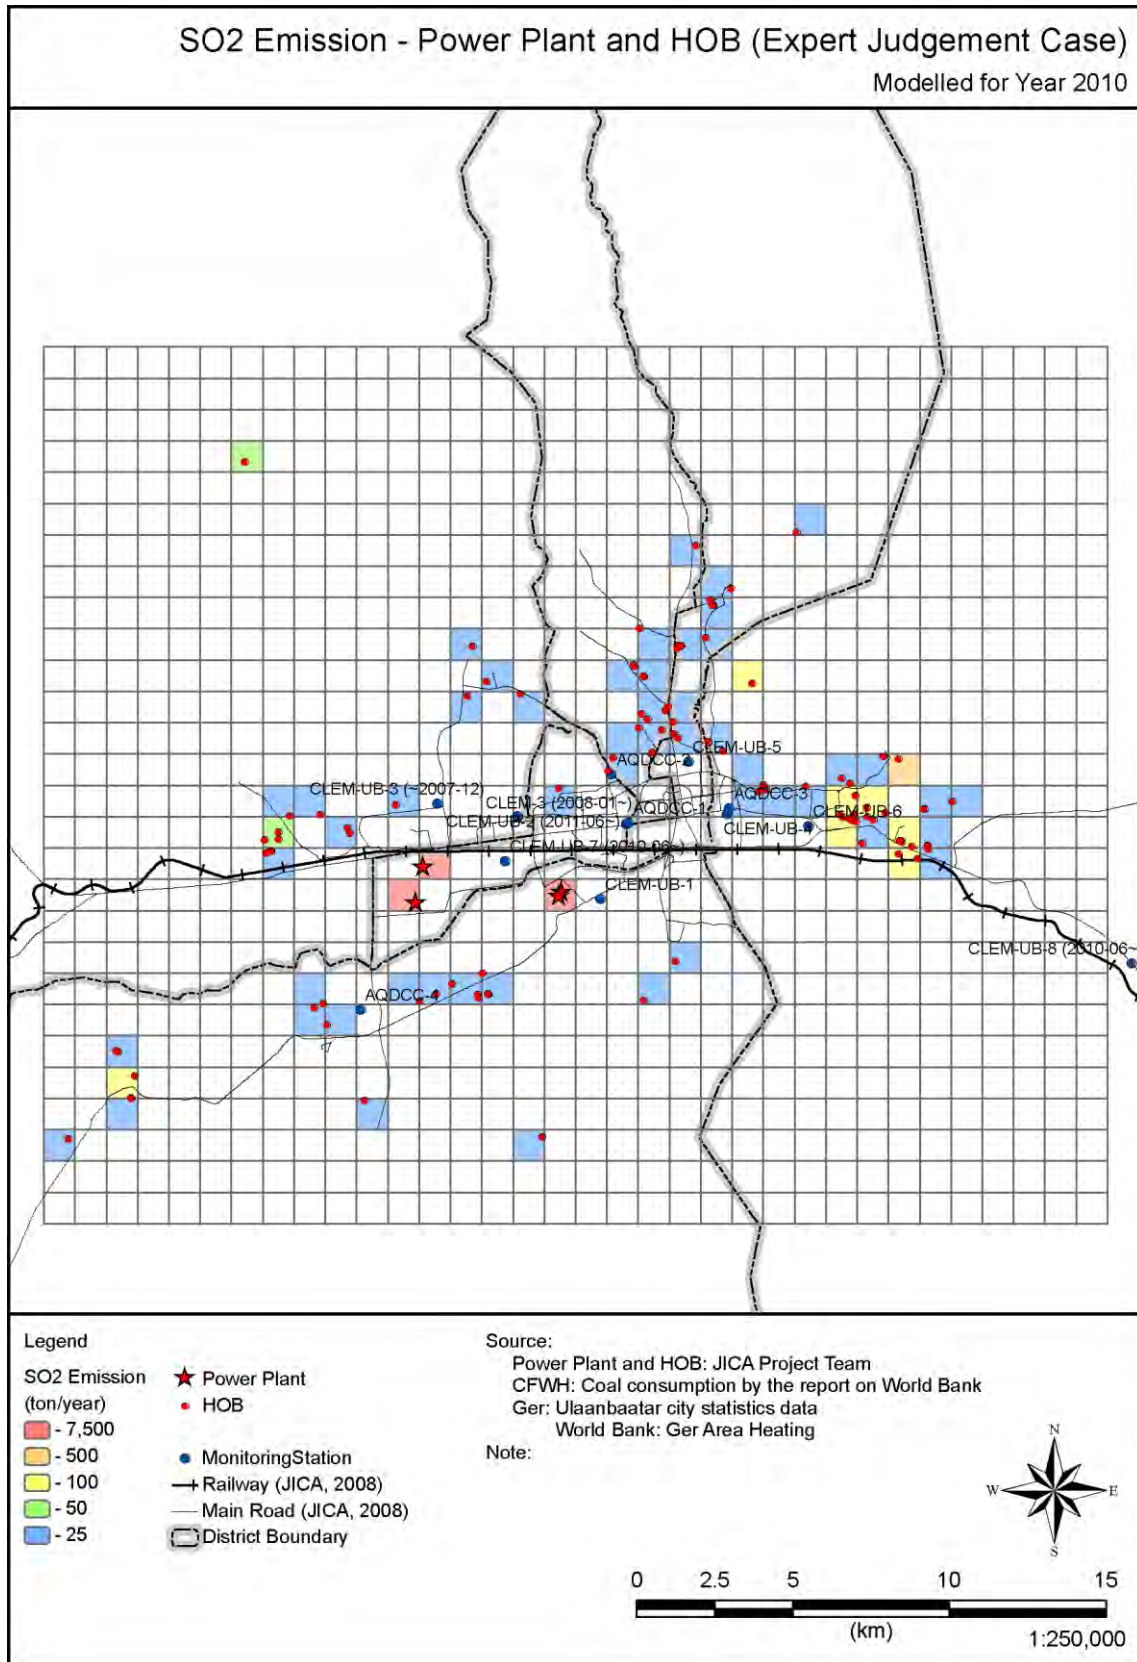 SO2 Emission - Power Plant and HOB (Expert Judgement Case)
Modelled for Year 2010
CLEM-UB-5
AQDCC-2
CLEM-UB-3 (~2007-12)
CLEM-3 (2008-01~)
AQDCC-1
AQDCC-3
CLEM-UB-2 (2011-06~)
CLEM-UB-4
CLEM-UB-6
CLEM-UB-7 (2010-06~)
CLEM-UB-1
CLEM-UB-8 (2010-06~
AQDCC-4
Legend
SO2 Emission
(ton/year)
- 7,500
- 500
- 100
- 50
- 25
Power Plant
HOB
MonitoringStation
Railway (JICA, 2008)
Main Road (JICA, 2008)
District Boundary
Source:
Power Plant and HOB: JICA Project Team
CFWH: Coal consumption by the report on World Bank
Ger: Ulaanbaatar city statistics data
World Bank: Ger Area Heating
Note:
N
W E
S
0 2.5 5 10 15
(km)
1:250,000